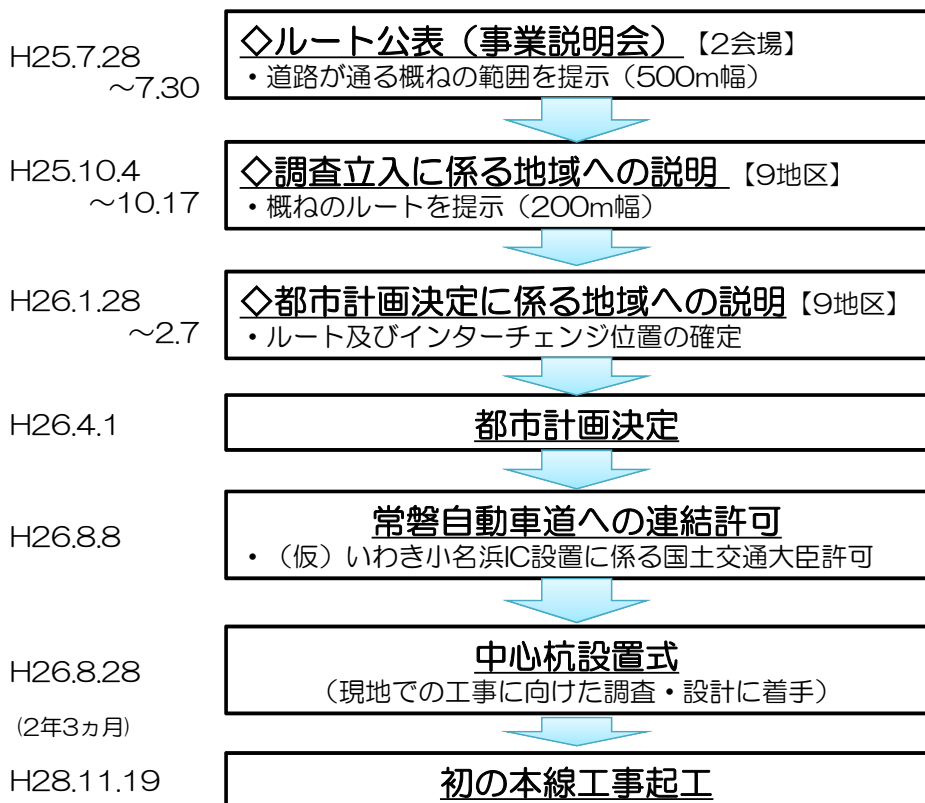 H25.7.28
～7.30
◇ルート公表（事業説明会）【2会場】
・道路が通る概ねの範囲を提示（500m幅）
H25.10.4
～10.17
◇調査立入に係る地域への説明【9地区】
・概ねのルートを提示（200m幅）
H26.1.28
～2.7
◇都市計画決定に係る地域への説明【9地区】
・ルート及びインターチェンジ位置の確定
H26.4.1
都市計画決定
H26.8.8
常磐自動車道への連結許可
・（仮）いわき小名浜IC設置に係る国土交通大臣許可
H26.8.28
中心杭設置式
（現地での工事に向けた調査・設計に着手）
(2年3ヵ月)
H28.11.19
初の本線工事起工